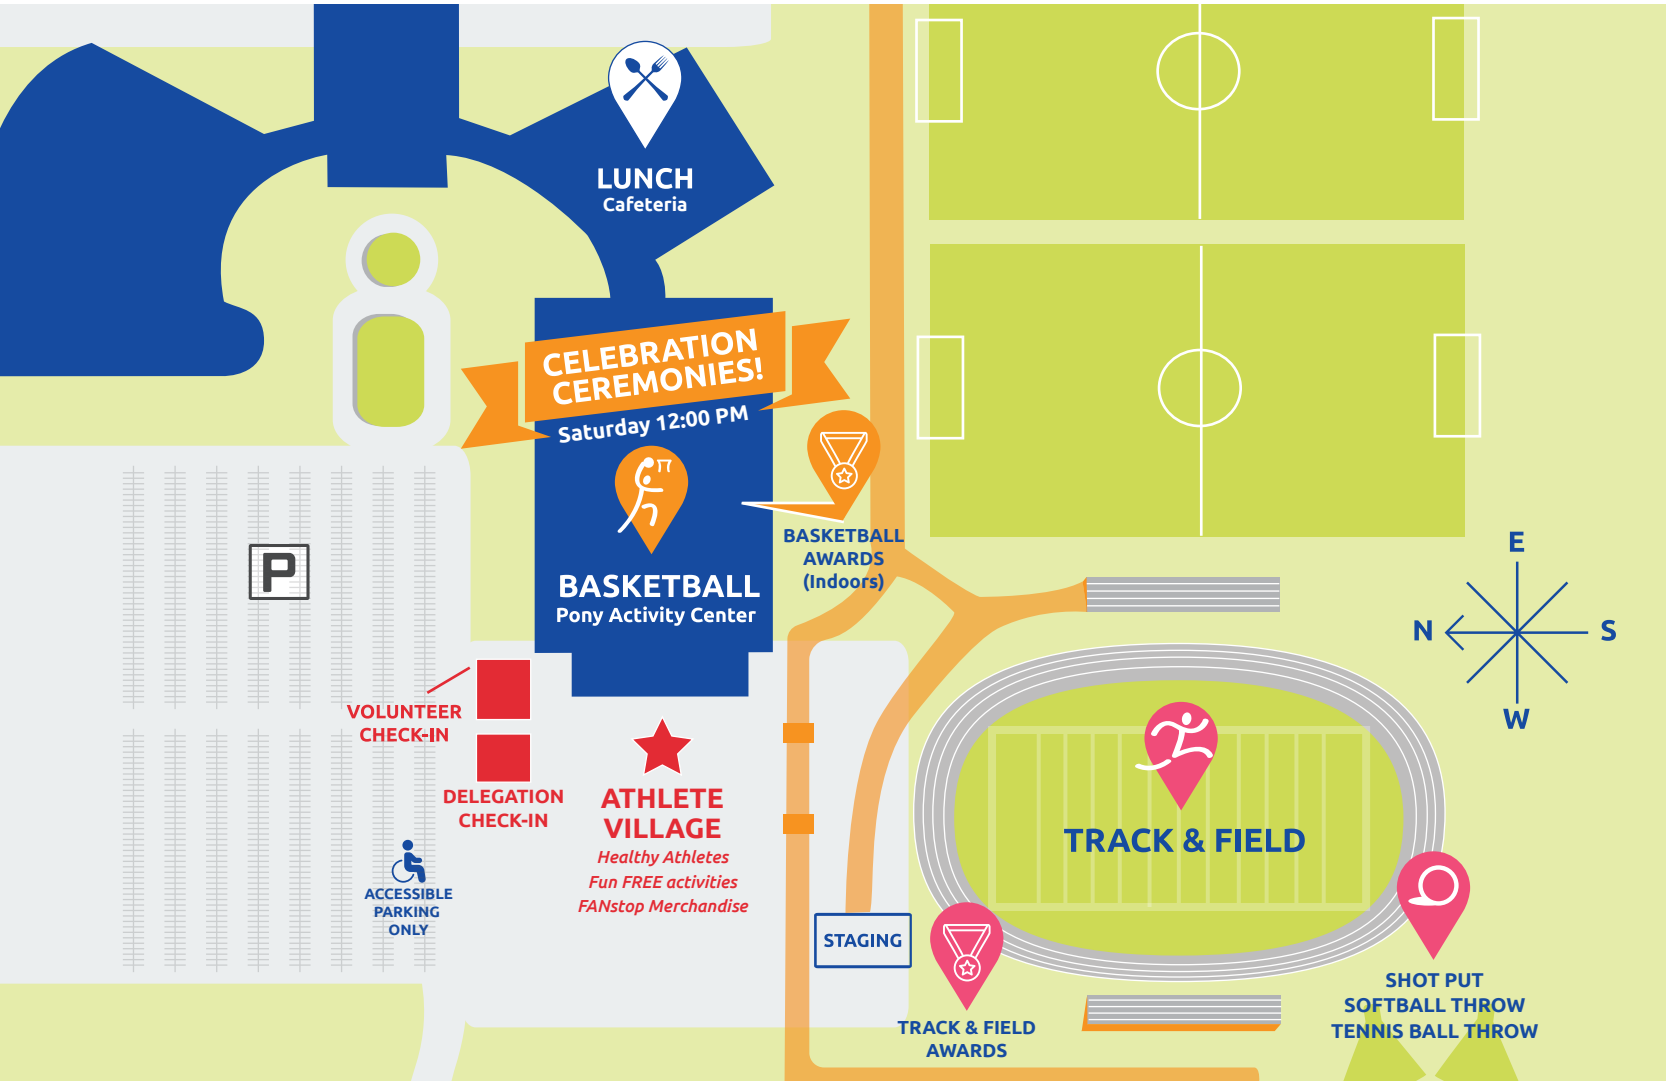 LUNCH
Cafeteria
CELEBRATION
CEREMONIES!
Saturday 12:00 PM
BASKETBALL
AWARDS
(Indoors)
P
BASKETBALL
Pony Activity Center
E
N
S
W
VOLUNTEER
CHECK-IN
DELEGATION
CHECK-IN
ATHLETE
VILLAGE
Healthy Athletes
Fun FREE activities
FANstop Merchandise
TRACK & FIELD
ACCESSIBLE
PARKING
ONLY
STAGING
TRACK & FIELD
AWARDS
SHOT PUT
SOFTBALL THROW
TENNIS BALL THROW